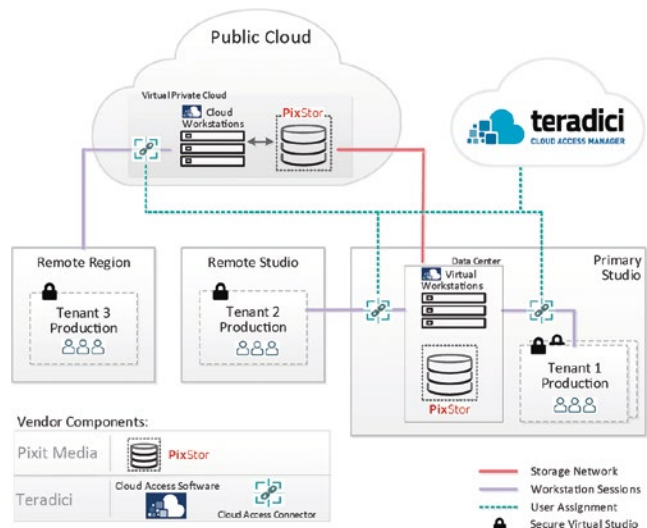 Public Cloud
Virtual Private Cloud
Cloud
Workstations
PixStor
teradici
CLOUD ACCESS MANAGER
Remote Region
Tenant 3
Production
Remote Studio
Tenant 2
Production
Data Center
Virtual
Workstations
PixStor
Primary
Studio
Tenant 1
Production
Vendor Components:
Pixit Media
PixStor
Teradici
Cloud Access Software
Cloud Access Connector
Storage Network
Workstation Sessions
User Assignment
Secure Virtual Studio